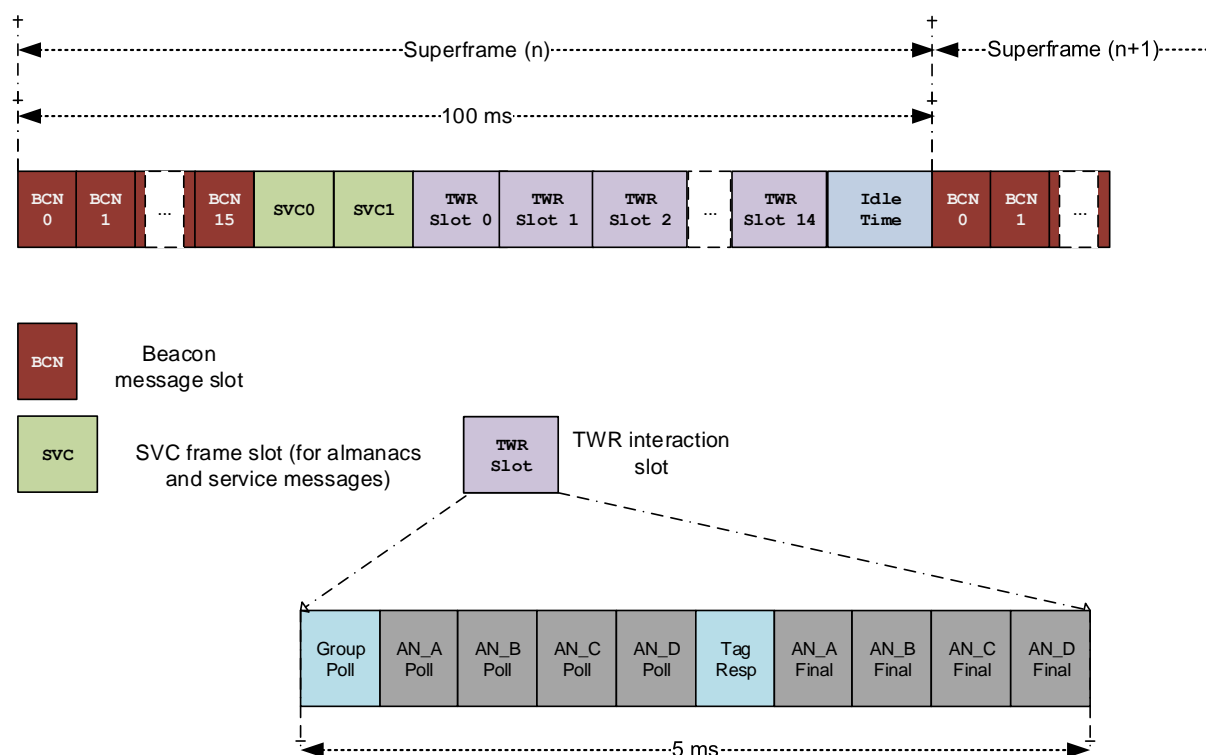 Superframe (n)
Superframe (n+1)
100 ms
BCN
0
BCN
1
...
BCN
15
SVC0
SVC1
TWR
Slot 0
TWR
Slot 1
TWR
Slot 2
...
TWR
Slot 14
Idle
Time
BCN
0
BCN
1
...
BCN
Beacon
message slot
SVC
SVC frame slot (for almanacs
and service messages)
TWR
Slot
TWR interaction
slot
Group
Poll
AN_A
Poll
AN_B
Poll
AN_C
Poll
AN_D
Poll
Tag
Resp
AN_A
Final
AN_B
Final
AN_C
Final
AN_D
Final
5 ms